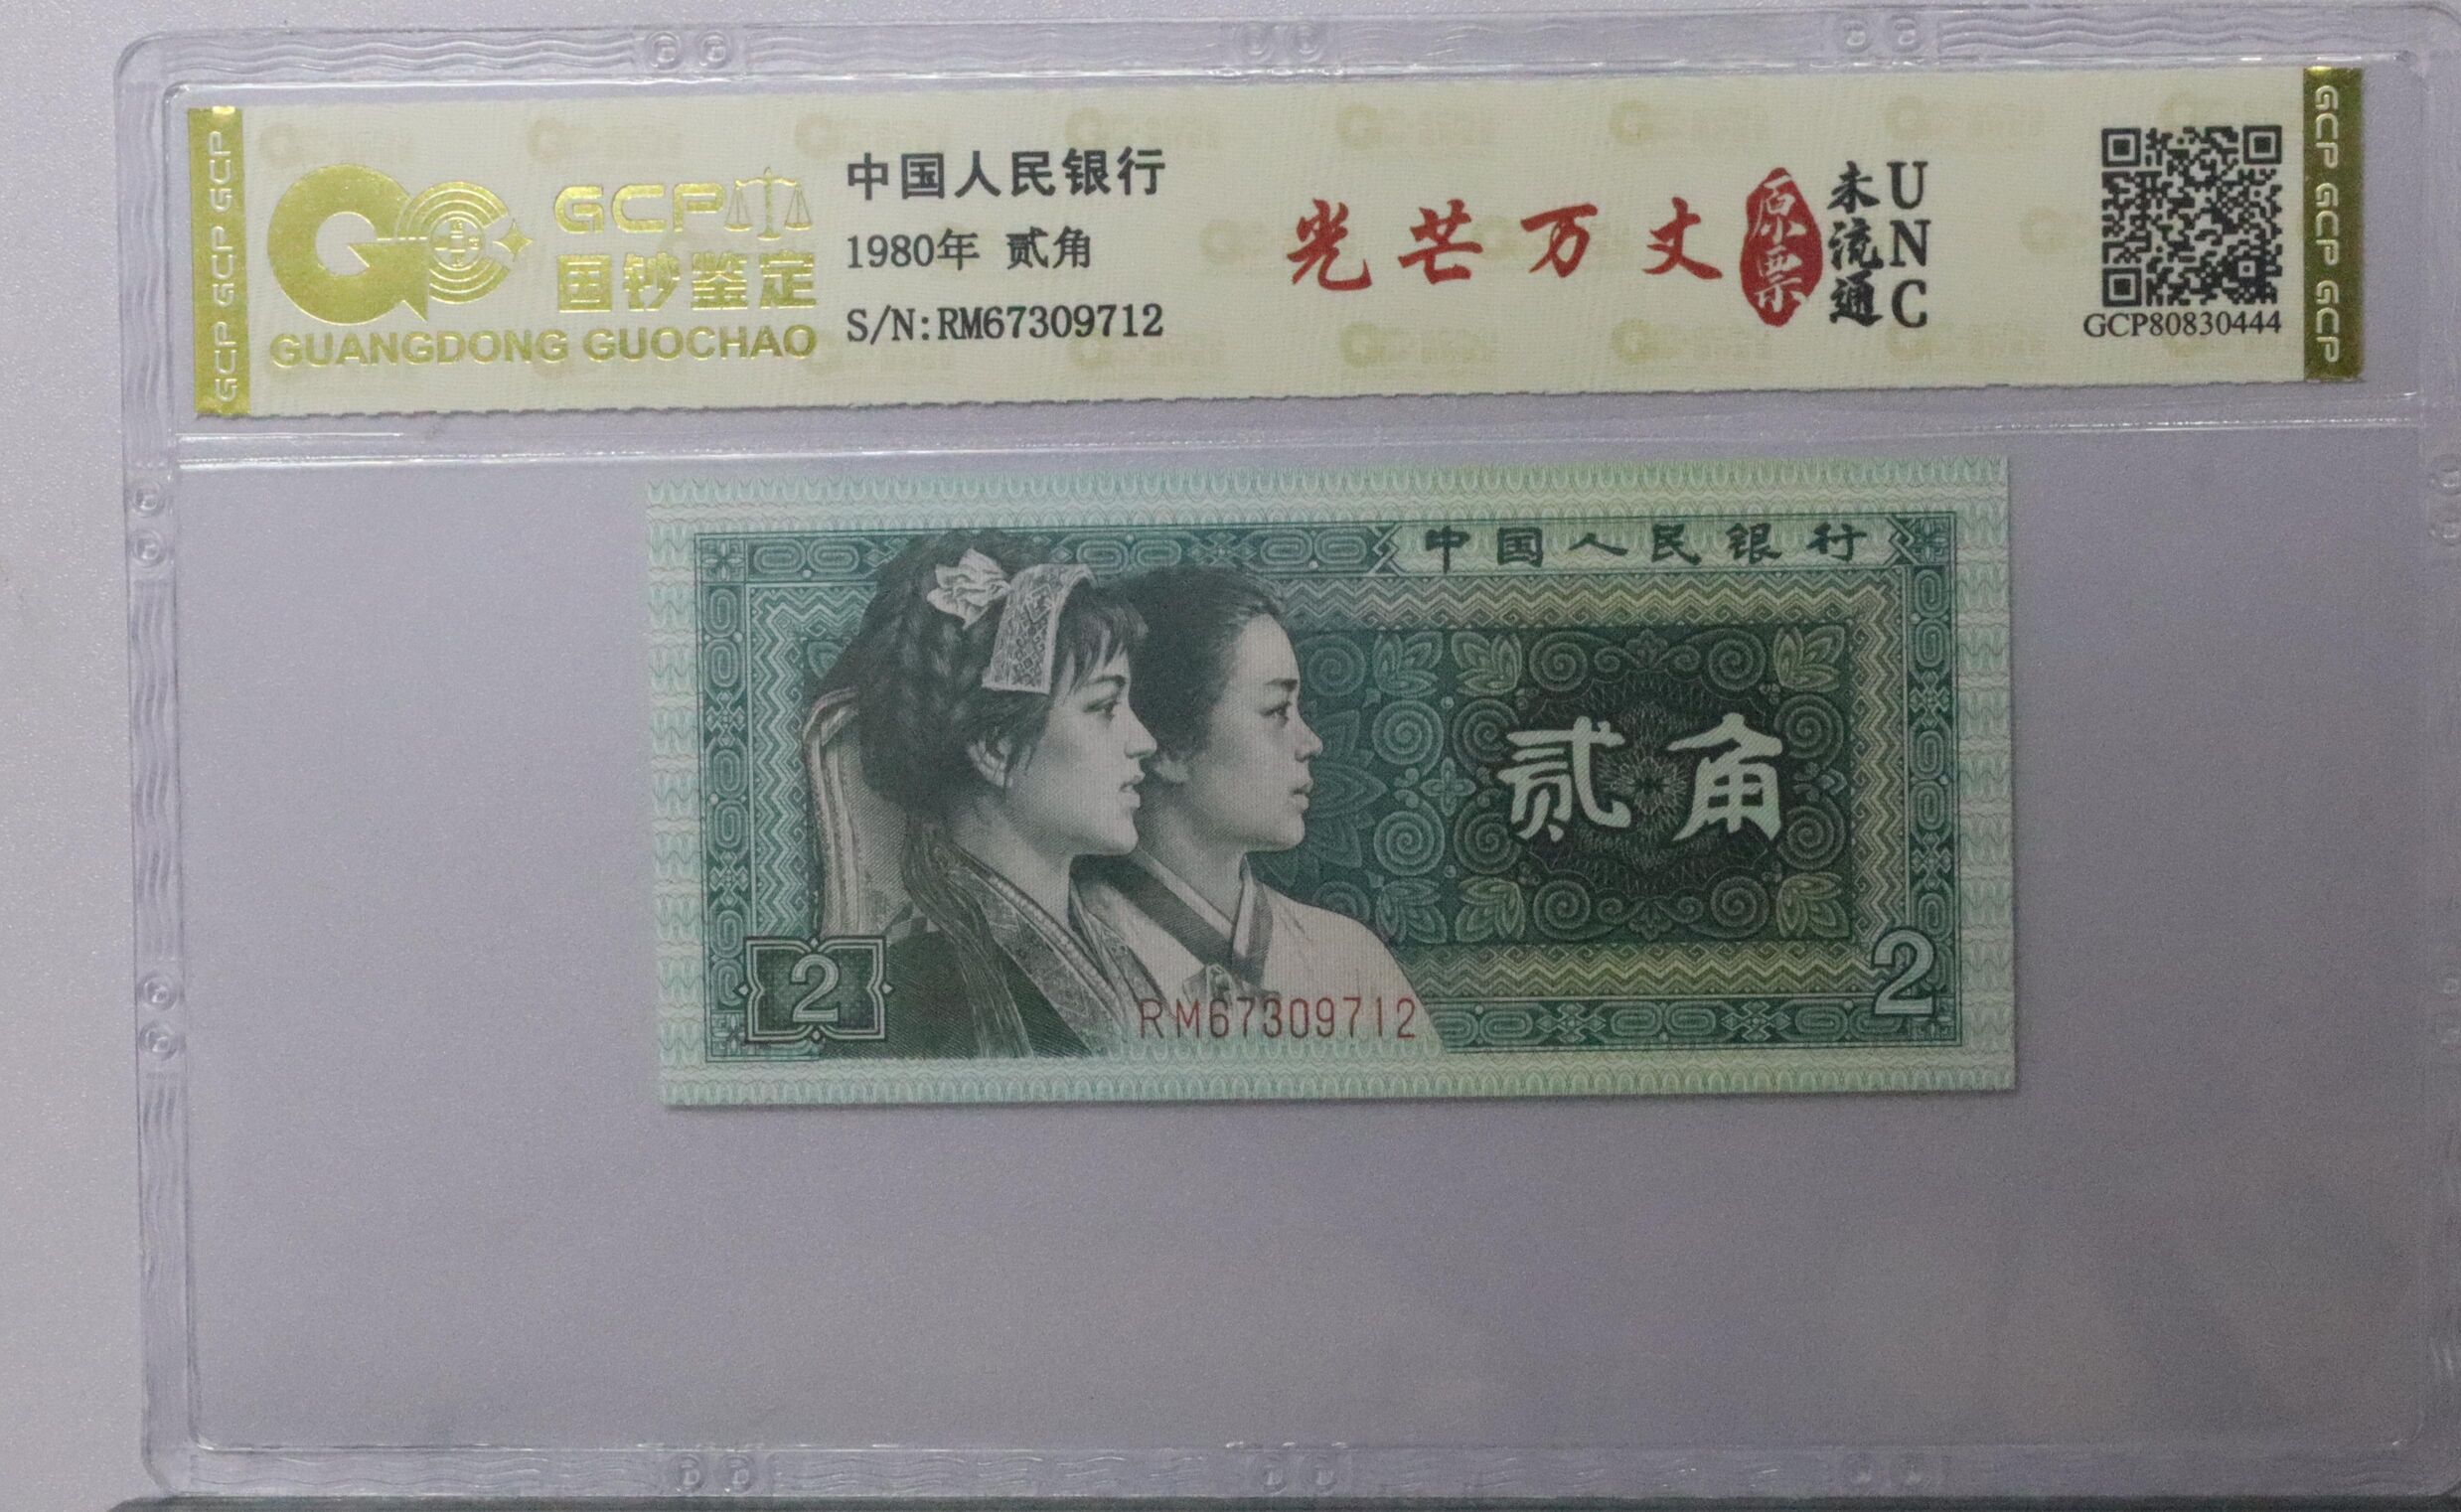 GCP GCP GCP
GCP
国钞鉴定
GUANGDONG GUOCHAO
中国人民银行
1980年 贰角
S/N:RM67309712
光芒万丈
原票
未流通
UNC
GCP80830444
GCP GCP GCP
中国人民银行
贰角
2
2
RM67309712